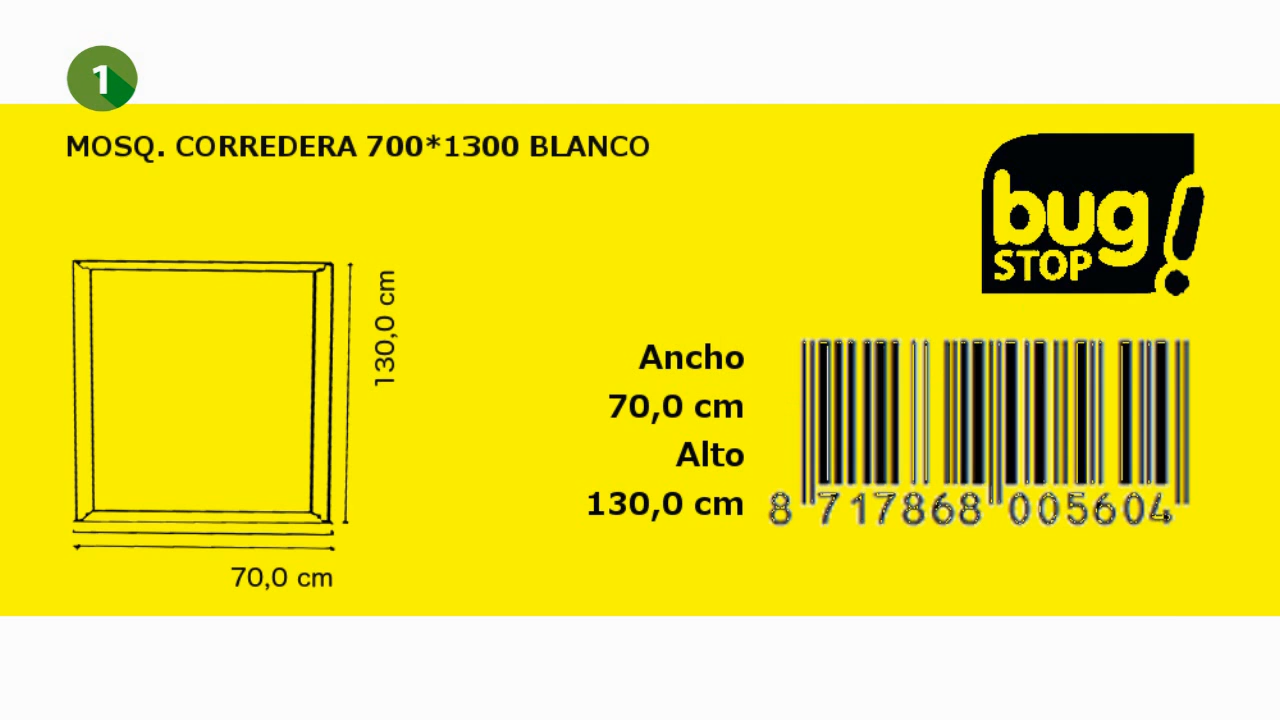 1
MOSQ. CORREDERA 700*1300 BLANCO
bug!
STOP
130,0 cm
Ancho
70,0 cm
Alto
130,0 cm
8 717868 005604
70,0 cm